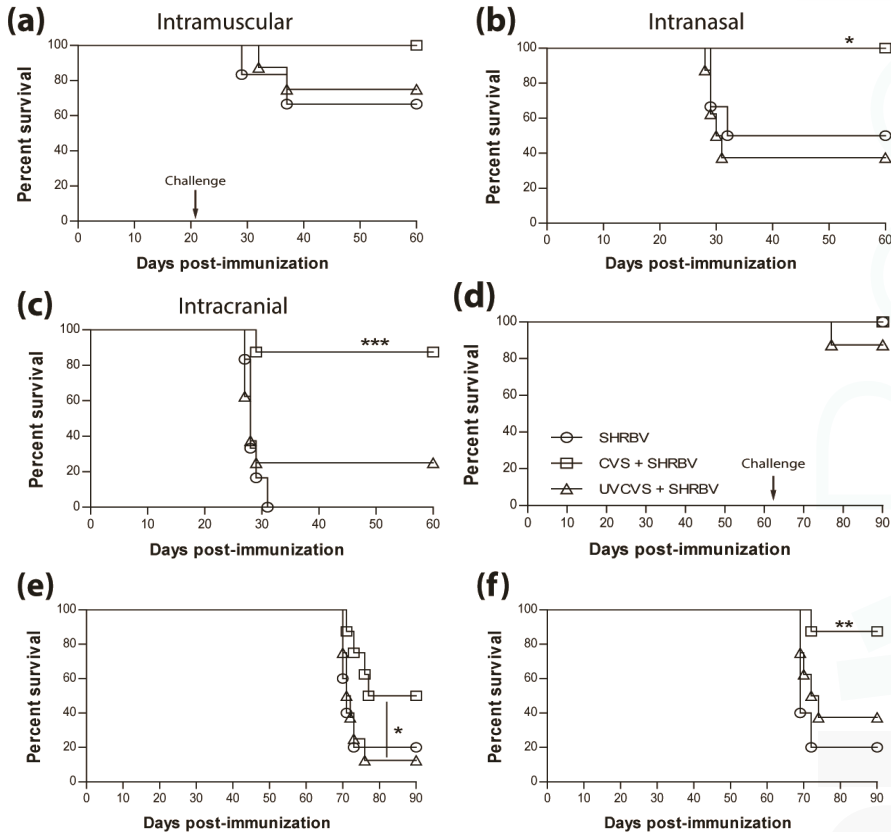 (a) Intramuscular
Percent survival
100
80
60
40
20
0
Challenge
0 10 20 30 40 50 60
Days post-immunization
(b) Intranasal
Percent survival
100
80
60
40
20
0
*
0 10 20 30 40 50 60
Days post-immunization
(c) Intracranial
Percent survival
100
80
60
40
20
0
***
0 10 20 30 40 50 60
Days post-immunization
(d)
Percent survival
100
80
60
40
20
0
SHRBV
CVS + SHRBV
UVCVS + SHRBV
Challenge
0 10 20 30 40 50 60 70 80 90
Days post-immunization
(e)
Percent survival
100
80
60
40
20
0
*
0 10 20 30 40 50 60 70 80 90
Days post-immunization
(f)
Percent survival
100
80
60
40
20
0
**
0 10 20 30 40 50 60 70 80 90
Days post-immunization